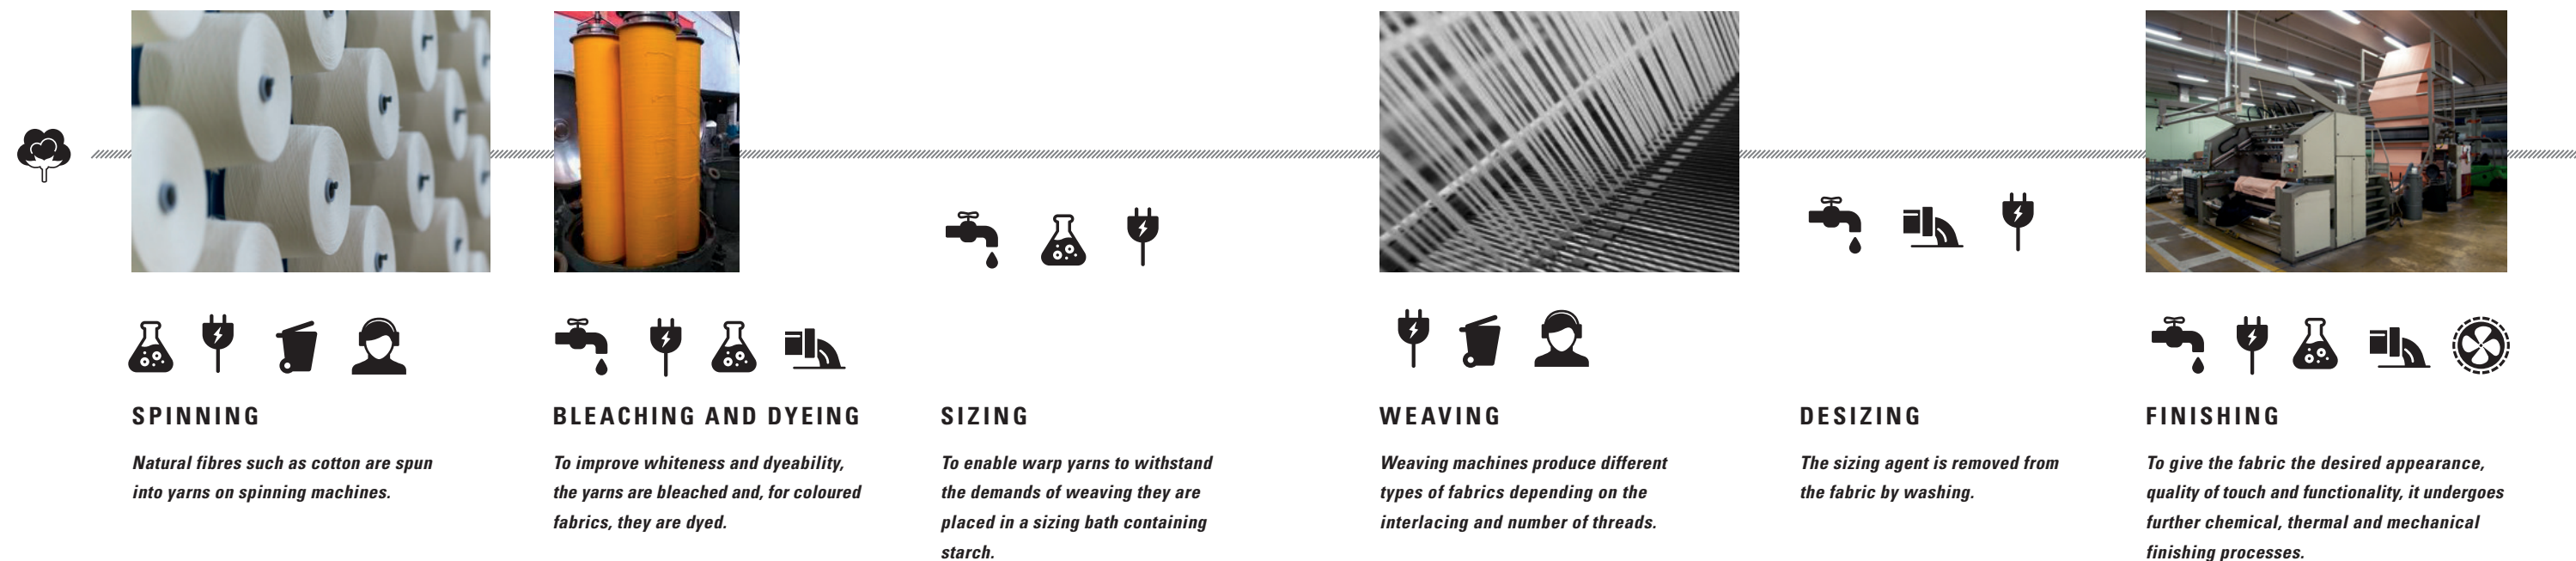 SPINNING
Natural fibres such as cotton are spun
into yarns on spinning machines.
BLEACHING AND DYEING
To improve whiteness and dyeability,
the yarns are bleached and, for coloured
fabrics, they are dyed.
SIZING
To enable warp yarns to withstand
the demands of weaving they are
placed in a sizing bath containing
starch.
WEAVING
Weaving machines produce different
types of fabrics depending on the
interlacing and number of threads.
DESIZING
The sizing agent is removed from
the fabric by washing.
FINISHING
To give the fabric the desired appearance,
quality of touch and functionality, it undergoes
further chemical, thermal and mechanical
finishing processes.